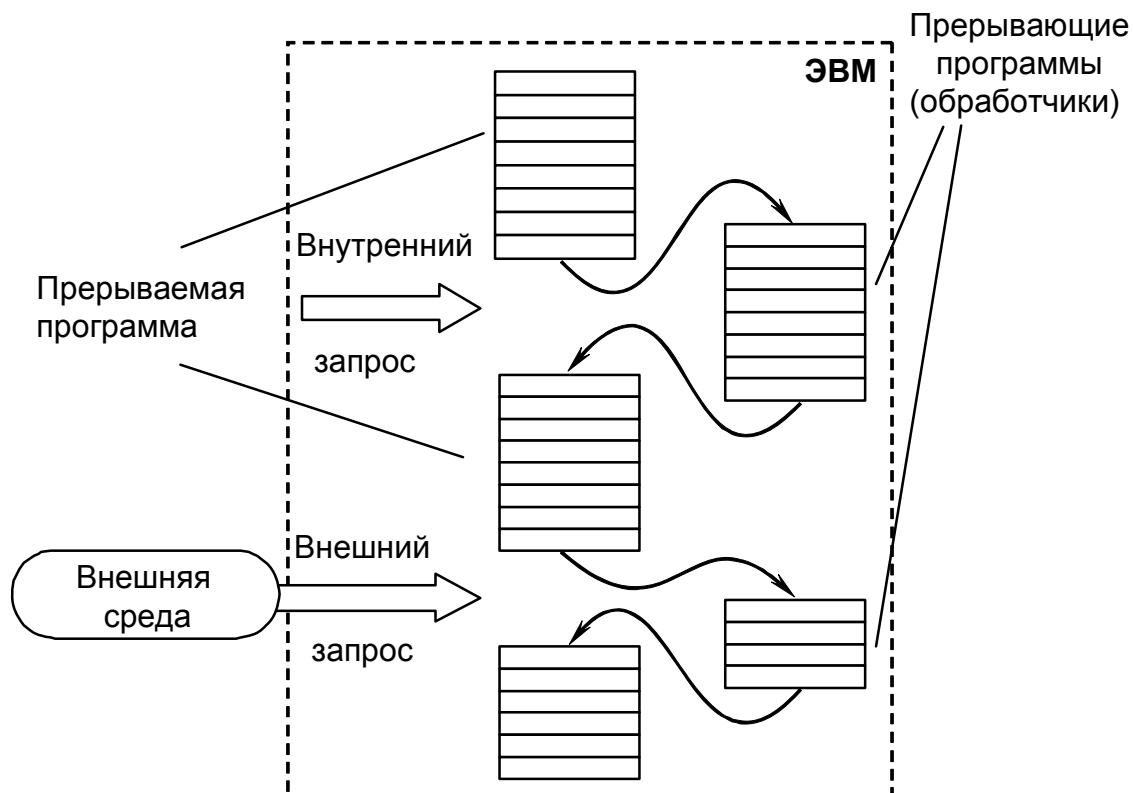 Прерывающие
программы
(обработчики)
ЭВМ
Внутренний
запрос
Прерываемая
программа
Внешний
запрос
Внешняя
среда